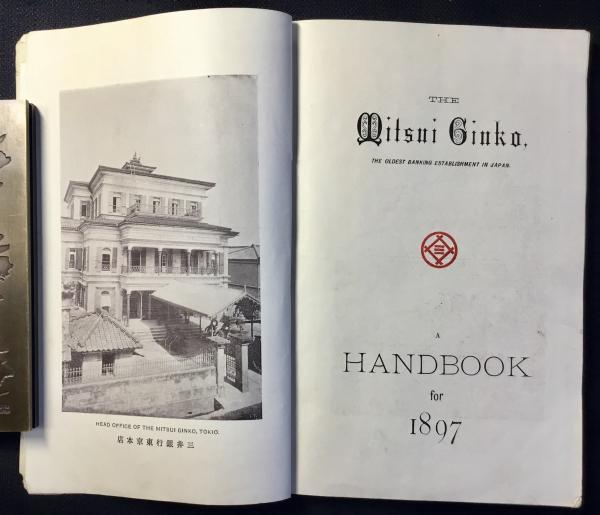 HEAD OFFICE OF THE MITSUI GINKO, TOKIO.
三井銀行東京本店
THE
Mitsui Ginko,
THE OLDEST BANKING ESTABLISHMENT IN JAPAN.
三
A
HANDBOOK
for
1897